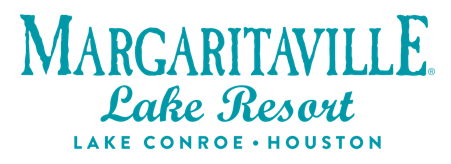 MARGARITAVILLE®
Lake Resort
LAKE CONROE • HOUSTON